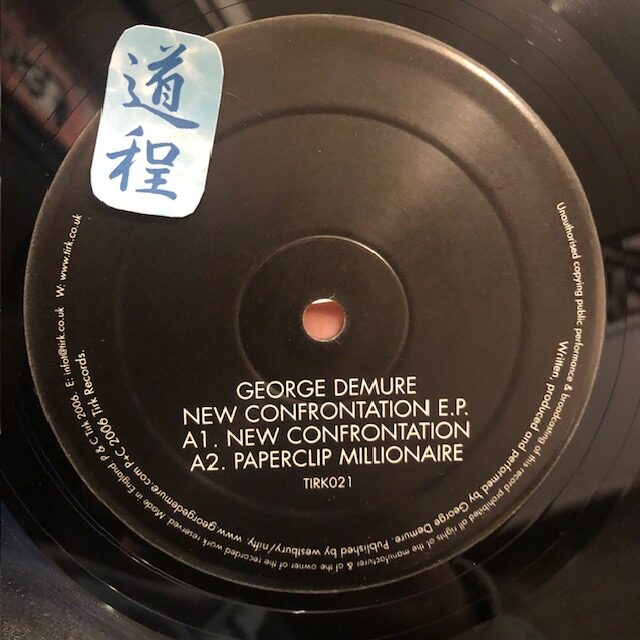 道程
GEORGE DEMURE
NEW CONFRONTATION E.P.
A1. NEW CONFRONTATION
A2. PAPERCLIP MILLIONAIRE
TIRK021
Unauthorised copying public performance & broadcasting of this record prohibited all rights of the manufacturer & of the owner of the recorded work reserved. Made in England P & C Tirk 2006. E: info@tirk.co.uk W: www.tirk.co.uk
Written, produced and performed by George Demure. Published by westbury/nifty. www.georgedemure.com P+C 2006 Tirk Records.